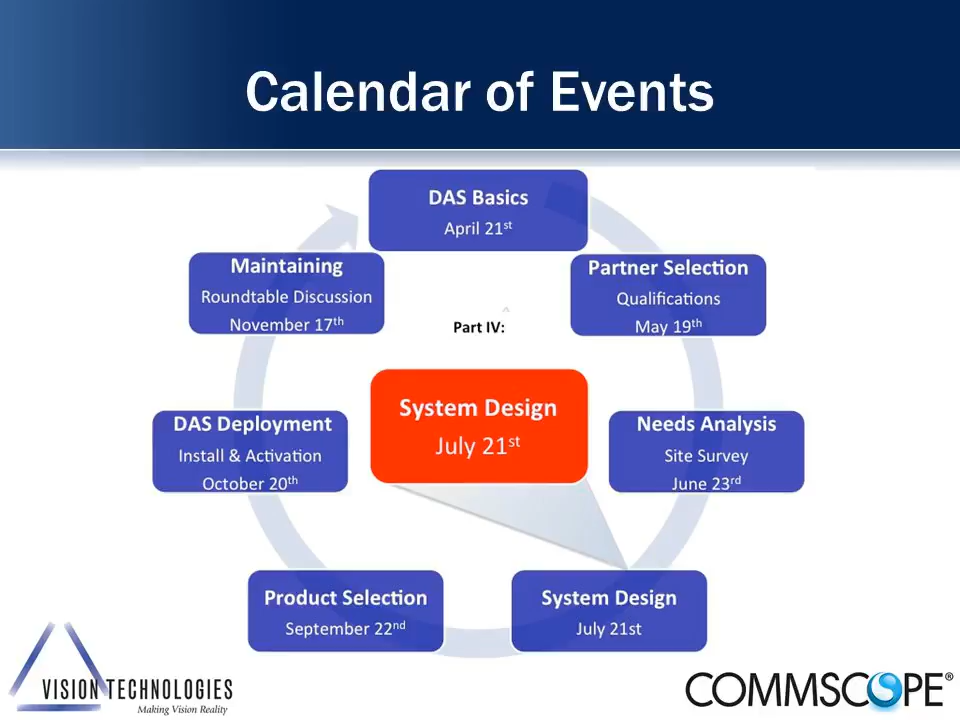 Calendar of Events
DAS Basics
April 21st
Maintaining
Roundtable Discussion
November 17th
Partner Selection
Qualifications
May 19th
Part IV:
System Design
July 21st
DAS Deployment
Install & Activation
October 20th
Needs Analysis
Site Survey
June 23rd
Product Selection
September 22nd
System Design
July 21st
VISION TECHNOLOGIES
Making Vision Reality
COMMSCOPE®